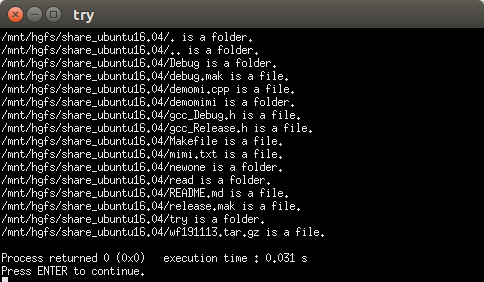 try
/mnt/hgfs/share_ubuntu16.04/. is a folder.
/mnt/hgfs/share_ubuntu16.04/.. is a folder.
/mnt/hgfs/share_ubuntu16.04/Debug is a folder.
/mnt/hgfs/share_ubuntu16.04/debug.mak is a file.
/mnt/hgfs/share_ubuntu16.04/demomi.cpp is a file.
/mnt/hgfs/share_ubuntu16.04/demomimi is a folder.
/mnt/hgfs/share_ubuntu16.04/gcc_Debug.h is a file.
/mnt/hgfs/share_ubuntu16.04/gcc_Release.h is a file.
/mnt/hgfs/share_ubuntu16.04/Makefile is a file.
/mnt/hgfs/share_ubuntu16.04/mimi.txt is a file.
/mnt/hgfs/share_ubuntu16.04/newone is a folder.
/mnt/hgfs/share_ubuntu16.04/read is a folder.
/mnt/hgfs/share_ubuntu16.04/README.md is a file.
/mnt/hgfs/share_ubuntu16.04/release.mak is a file.
/mnt/hgfs/share_ubuntu16.04/try is a folder.
/mnt/hgfs/share_ubuntu16.04/wf191113.tar.gz is a file.
Process returned 0 (0x0)   execution time : 0.031 s
Press ENTER to continue.